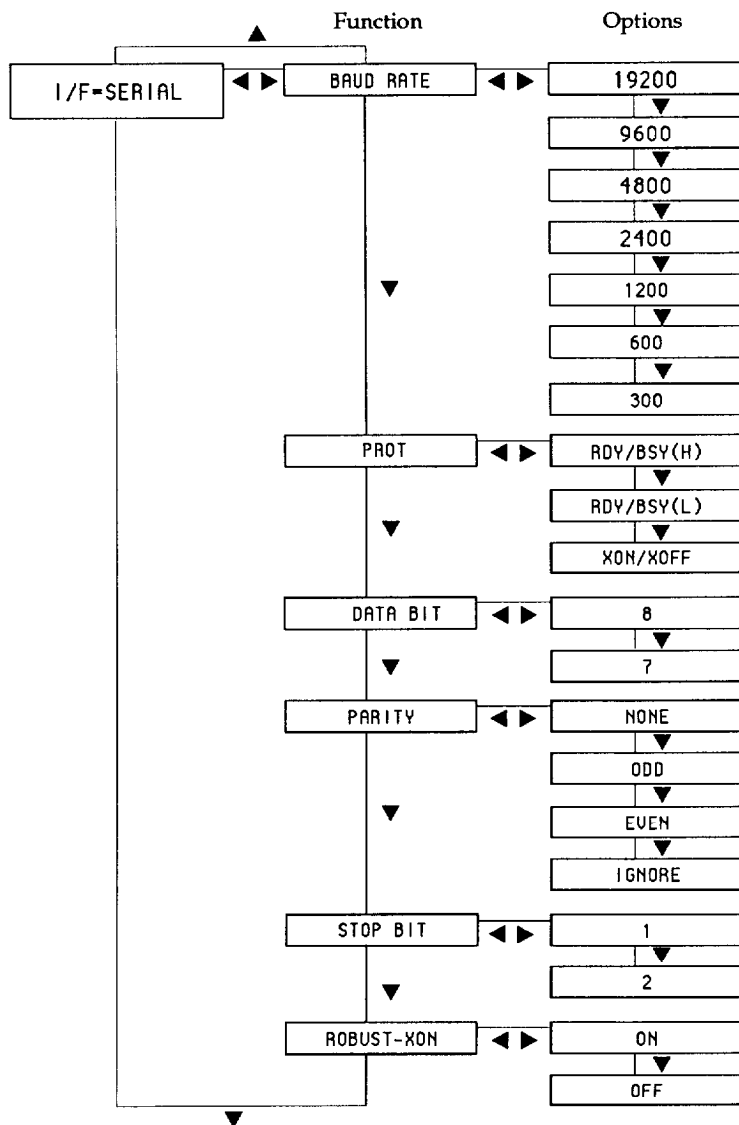 Function Options
I/F=SERIAL BAUD RATE 19200
9600
4800
2400
1200
600
300
PROT RDY/BSY(H)
RDY/BSY(L)
XON/XOFF
DATA BIT 8
7
PARITY NONE
ODD
EVEN
IGNORE
STOP BIT 1
2
ROBUST-XON ON
OFF